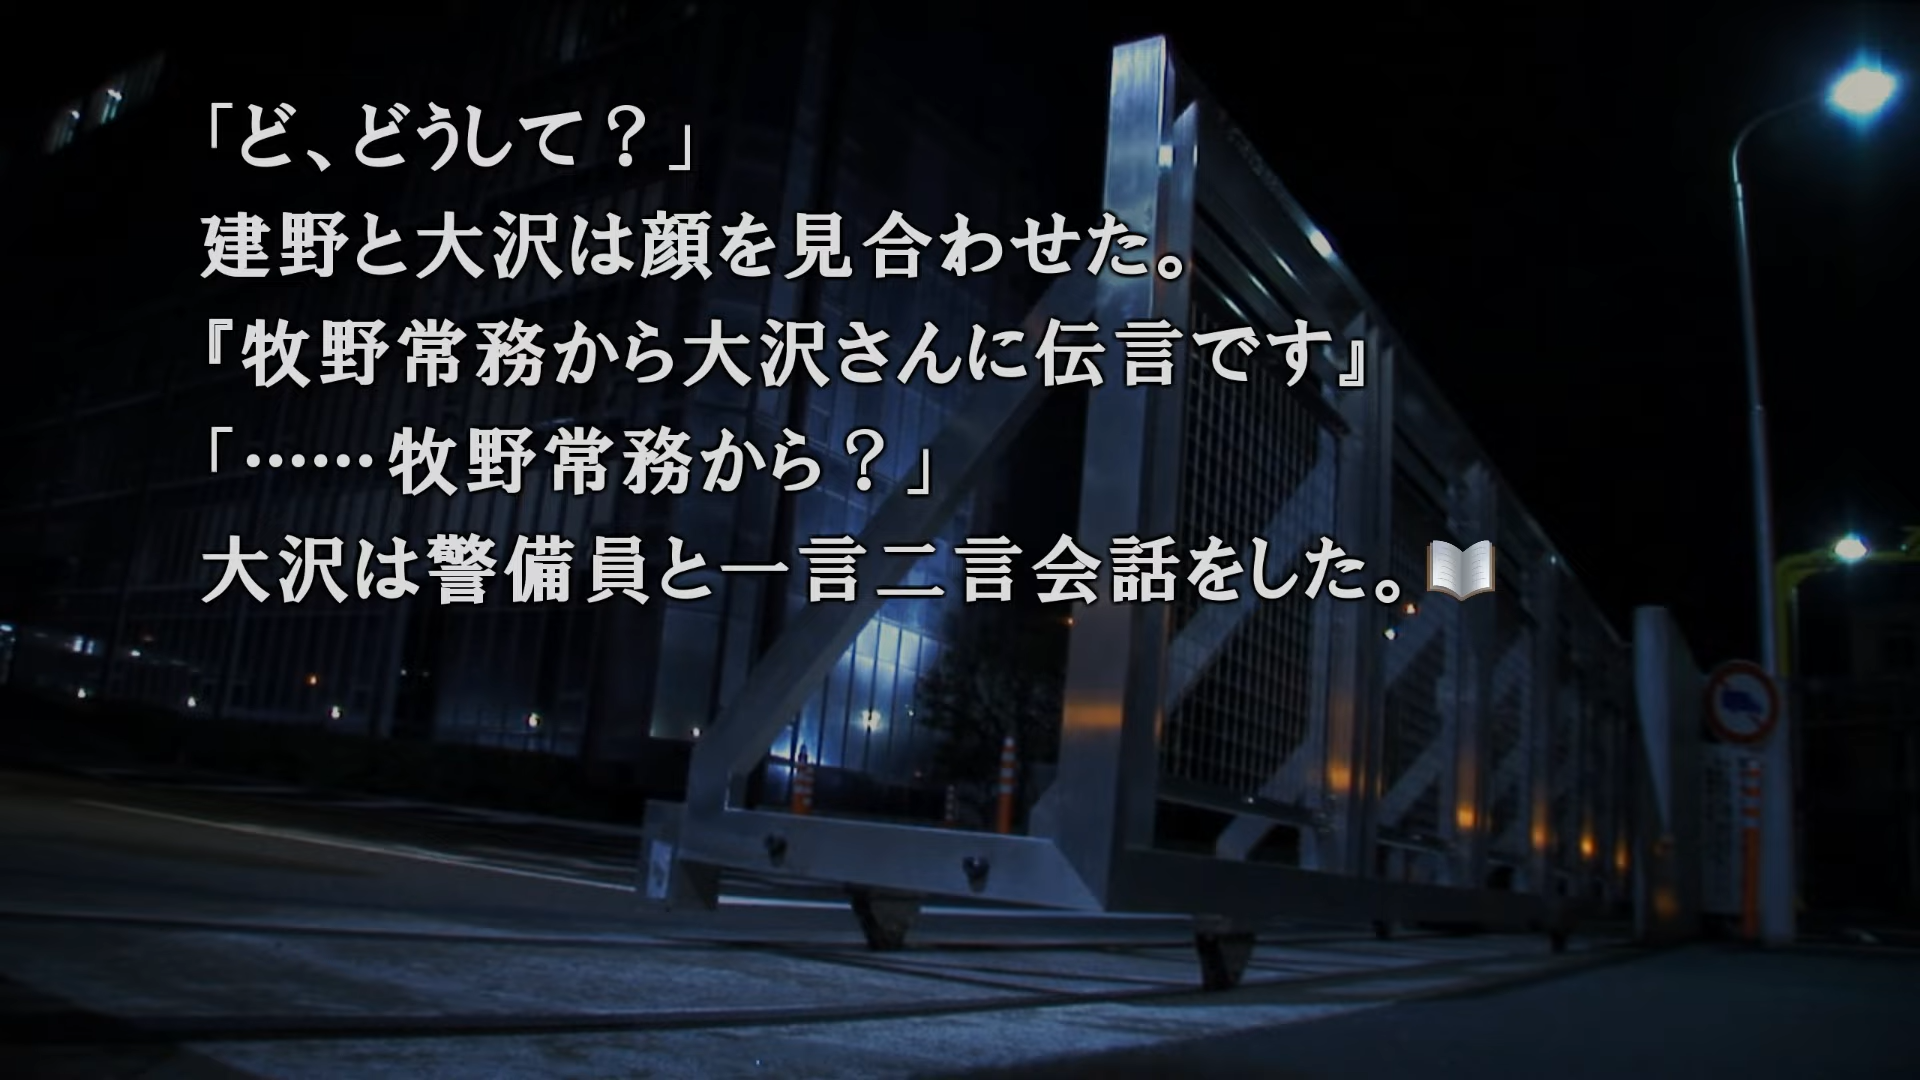 「ど、どうして？」
建野と大沢は顔を見合わせた。
『牧野常務から大沢さんに伝言です』
「……牧野常務から？」
大沢は警備員と一言二言会話をした。